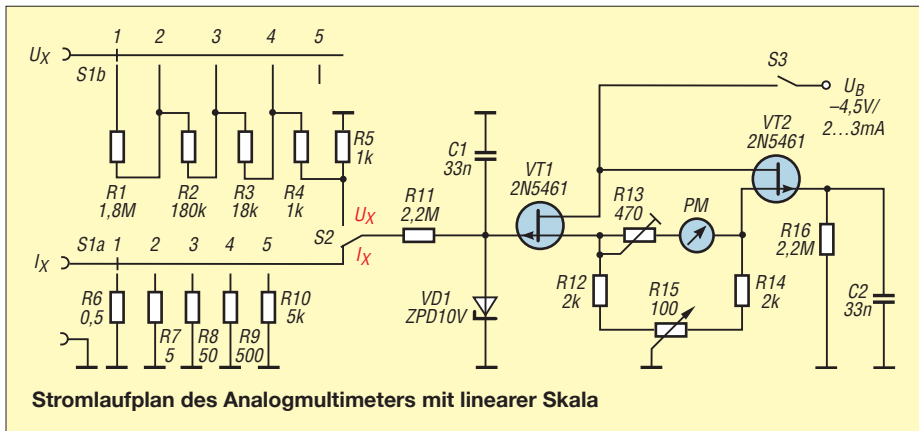 1 2 3 4 5
UX
S1b
R1
1,8M
R2
180k
R3
18k
R4
1k
R5
1k
S1a
1 2 3 4 5
IX
R6
0,5
R7
5
R8
50
R9
500
R10
5k
S2
UX
IX
R11
2,2M
C1
33n
VD1
ZPD10V
VT1
2N5461
R12
2k
R13
470
PM
R15
100
R14
2k
S3
UB
–4,5V/
2...3mA
VT2
2N5461
R16
2,2M
C2
33n
Stromlaufplan des Analogmultimeters mit linearer Skala